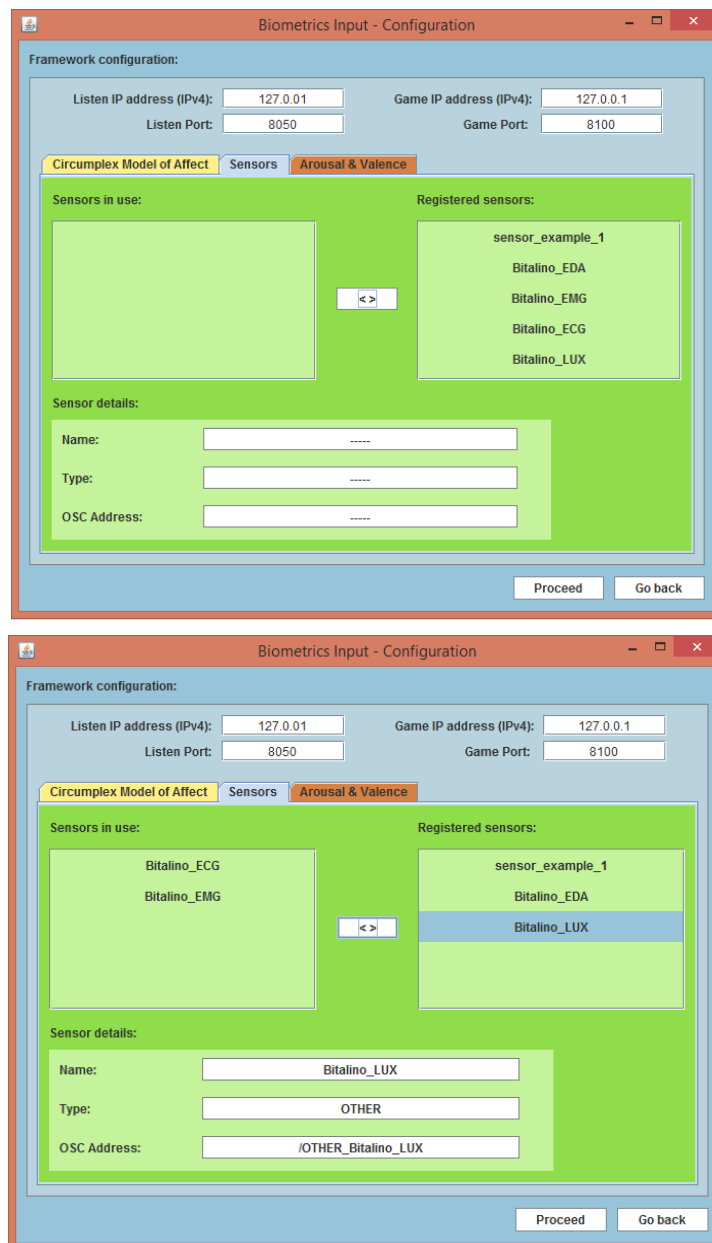 Biometrics Input - Configuration
Framework configuration:
Listen IP address (IPv4): 127.0.01 Game IP address (IPv4): 127.0.0.1
Listen Port: 8050 Game Port: 8100
Circumplex Model of Affect Sensors Arousal & Valence
Sensors in use: Registered sensors:
sensor_example_1
Bitalino_EDA
< > Bitalino_EMG
Bitalino_ECG
Bitalino_LUX
Sensor details:
Name: -----
Type: -----
OSC Address: -----
Proceed Go back
Biometrics Input - Configuration
Framework configuration:
Listen IP address (IPv4): 127.0.01 Game IP address (IPv4): 127.0.0.1
Listen Port: 8050 Game Port: 8100
Circumplex Model of Affect Sensors Arousal & Valence
Sensors in use: Registered sensors:
Bitalino_ECG sensor_example_1
Bitalino_EMG Bitalino_EDA
< > Bitalino_LUX
Sensor details:
Name: Bitalino_LUX
Type: OTHER
OSC Address: /OTHER_Bitalino_LUX
Proceed Go back